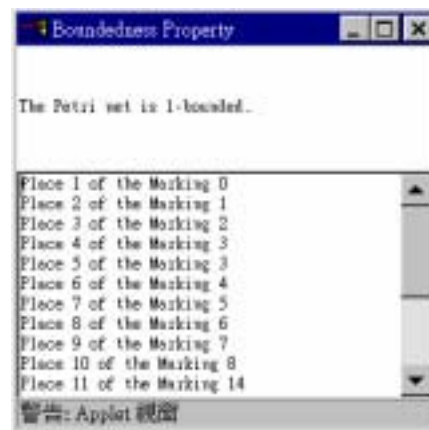 Boundedness Property
The Petri net is 1-bounded.
Place 1 of the Marking 0
Place 2 of the Marking 1
Place 3 of the Marking 2
Place 4 of the Marking 3
Place 5 of the Marking 3
Place 6 of the Marking 4
Place 7 of the Marking 5
Place 8 of the Marking 6
Place 9 of the Marking 7
Place 10 of the Marking 8
Place 11 of the Marking 14
警告: Applet 視窗